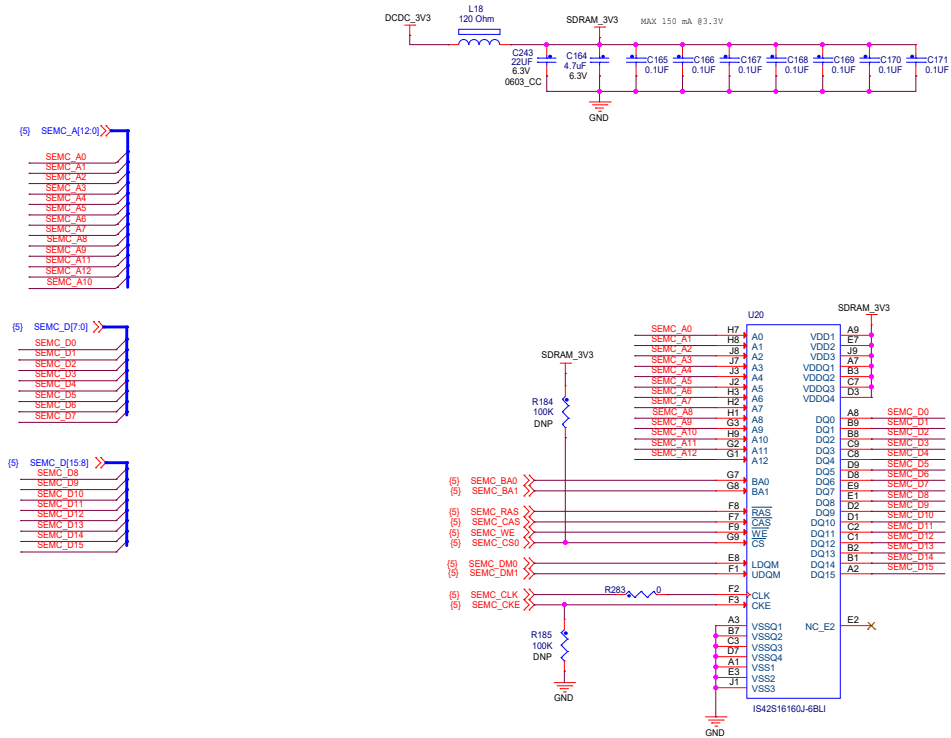 L18
120 Ohm
DCDC_3V3
SDRAM_3V3
MAX 150 mA @3.3V
C243
22UF
6.3V
0603_CC
C164
4.7uF
6.3V
C165
0.1UF
C166
0.1UF
C167
0.1UF
C168
0.1UF
C169
0.1UF
C170
0.1UF
C171
0.1UF
GND
{5} SEMC_A[12:0]
SEMC_A0
SEMC_A1
SEMC_A2
SEMC_A3
SEMC_A4
SEMC_A5
SEMC_A6
SEMC_A7
SEMC_A8
SEMC_A9
SEMC_A11
SEMC_A12
SEMC_A10
{5} SEMC_D[7:0]
SEMC_D0
SEMC_D1
SEMC_D2
SEMC_D3
SEMC_D4
SEMC_D5
SEMC_D6
SEMC_D7
{5} SEMC_D[15:8]
SEMC_D8
SEMC_D9
SEMC_D10
SEMC_D11
SEMC_D12
SEMC_D13
SEMC_D14
SEMC_D15
SDRAM_3V3
R184
100K
DNP
U20
SDRAM_3V3
SEMC_A0 H7 A0
SEMC_A1 H8 A1
SEMC_A2 J8 A2
SEMC_A3 J7 A3
SEMC_A4 J3 A4
SEMC_A5 J2 A5
SEMC_A6 H3 A6
SEMC_A7 H2 A7
SEMC_A8 H1 A8
SEMC_A9 G3 A9
SEMC_A10 H9 A10
SEMC_A11 G2 A11
SEMC_A12 G1 A12
{5} SEMC_BA0 G7 BA0
{5} SEMC_BA1 G8 BA1
{5} SEMC_RAS F8 RAS
{5} SEMC_CAS F7 CAS
{5} SEMC_WE F9 WE
{5} SEMC_CS0 G9 CS
{5} SEMC_DM0 E8 LDQM
{5} SEMC_DM1 F1 UDQM
{5} SEMC_CLK R283 0 F2 CLK
{5} SEMC_CKE F3 CKE
R185
100K
DNP
GND
A3 VSSQ1
B7 VSSQ2
C3 VSSQ3
D7 VSSQ4
A1 VSS1
E3 VSS2
J1 VSS3
GND
VDD1 A9
VDD2 E7
VDD3 J9
VDDQ1 A7
VDDQ2 B3
VDDQ3 C7
VDDQ4 D3
DQ0 A8 SEMC_D0
DQ1 B9 SEMC_D1
DQ2 B8 SEMC_D2
DQ3 C9 SEMC_D3
DQ4 C8 SEMC_D4
DQ5 D9 SEMC_D5
DQ6 D8 SEMC_D6
DQ7 E9 SEMC_D7
DQ8 E1 SEMC_D8
DQ9 D2 SEMC_D9
DQ10 D1 SEMC_D10
DQ11 C2 SEMC_D11
DQ12 C1 SEMC_D12
DQ13 B2 SEMC_D13
DQ14 B1 SEMC_D14
DQ15 A2 SEMC_D15
NC_E2 E2
IS42S16160J-6BLI